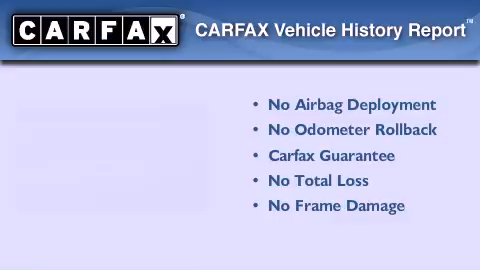 CARFAX® CARFAX Vehicle History Report™
• No Airbag Deployment
• No Odometer Rollback
• Carfax Guarantee
• No Total Loss
• No Frame Damage